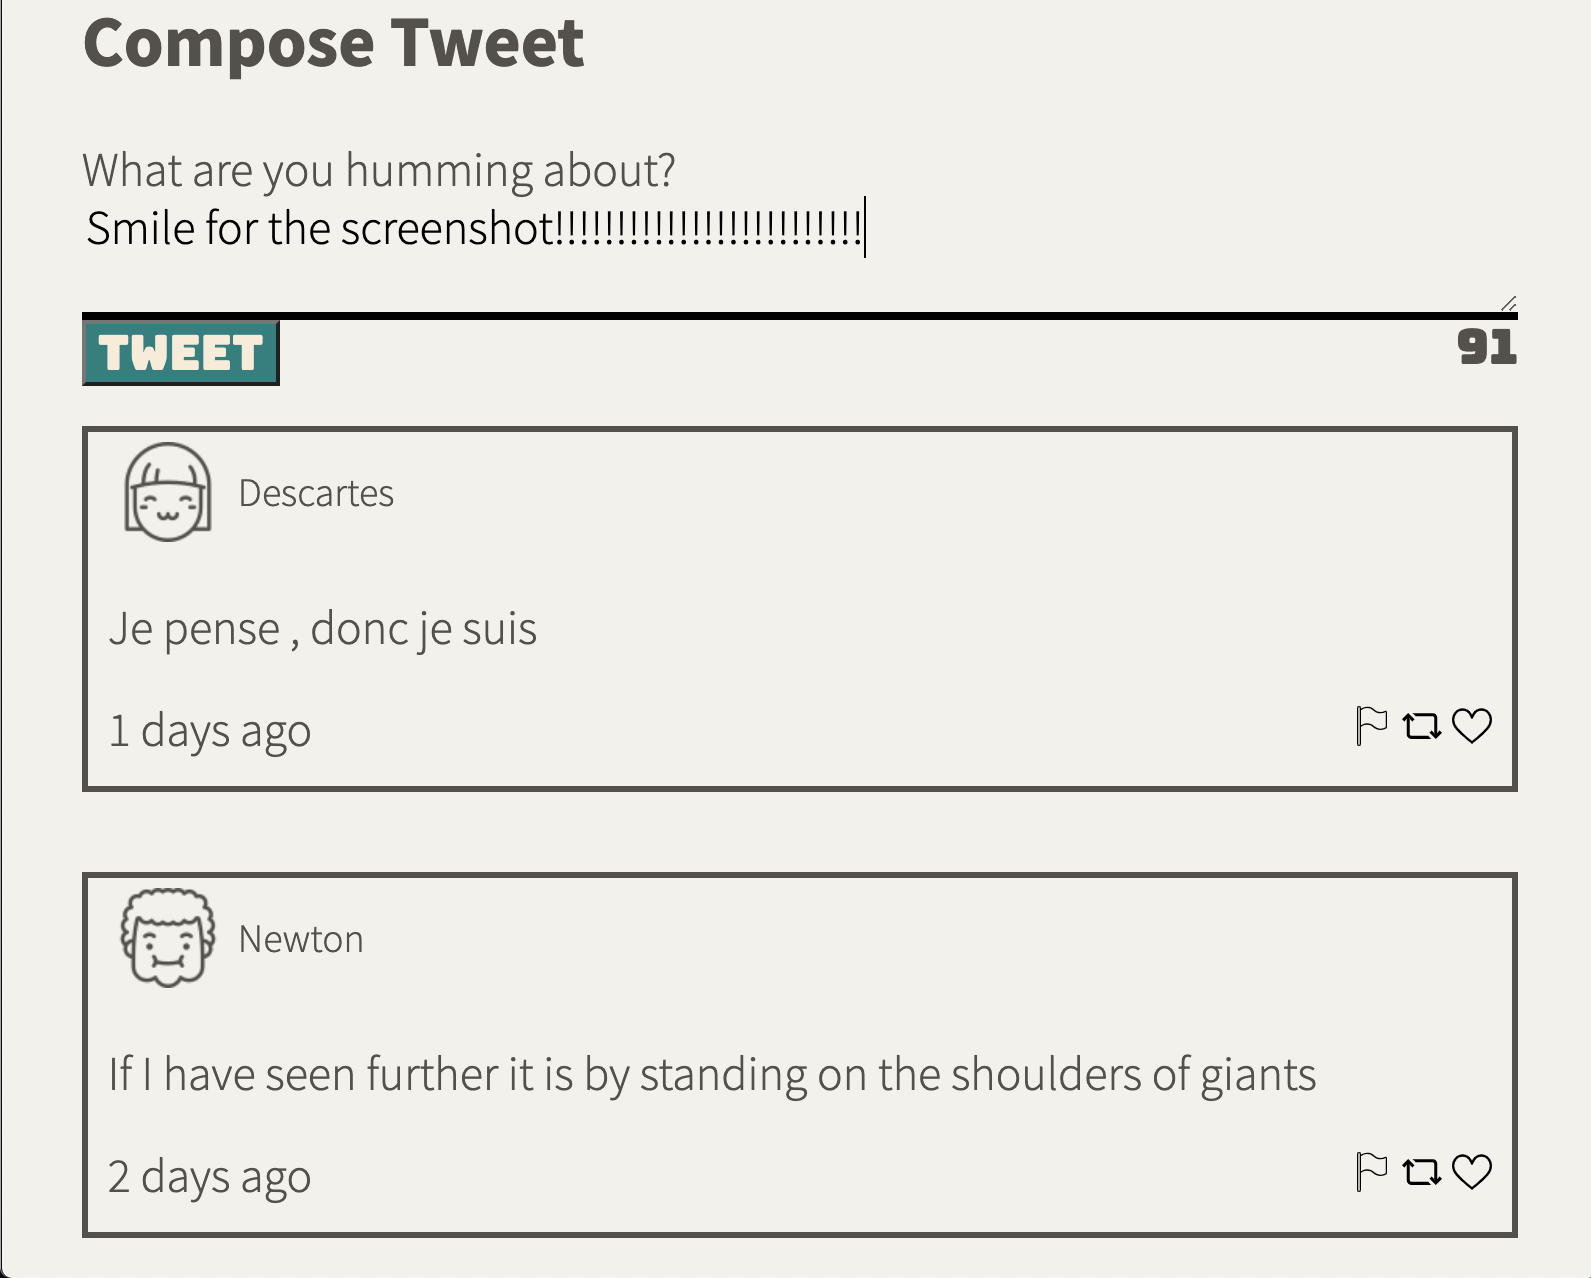 Compose Tweet
What are you humming about?
Smile for the screenshot!!!!!!!!!!!!!!!!!!!!!!!!!
TWEET
91
Descartes
Je pense , donc je suis
1 days ago
Newton
If I have seen further it is by standing on the shoulders of giants
2 days ago